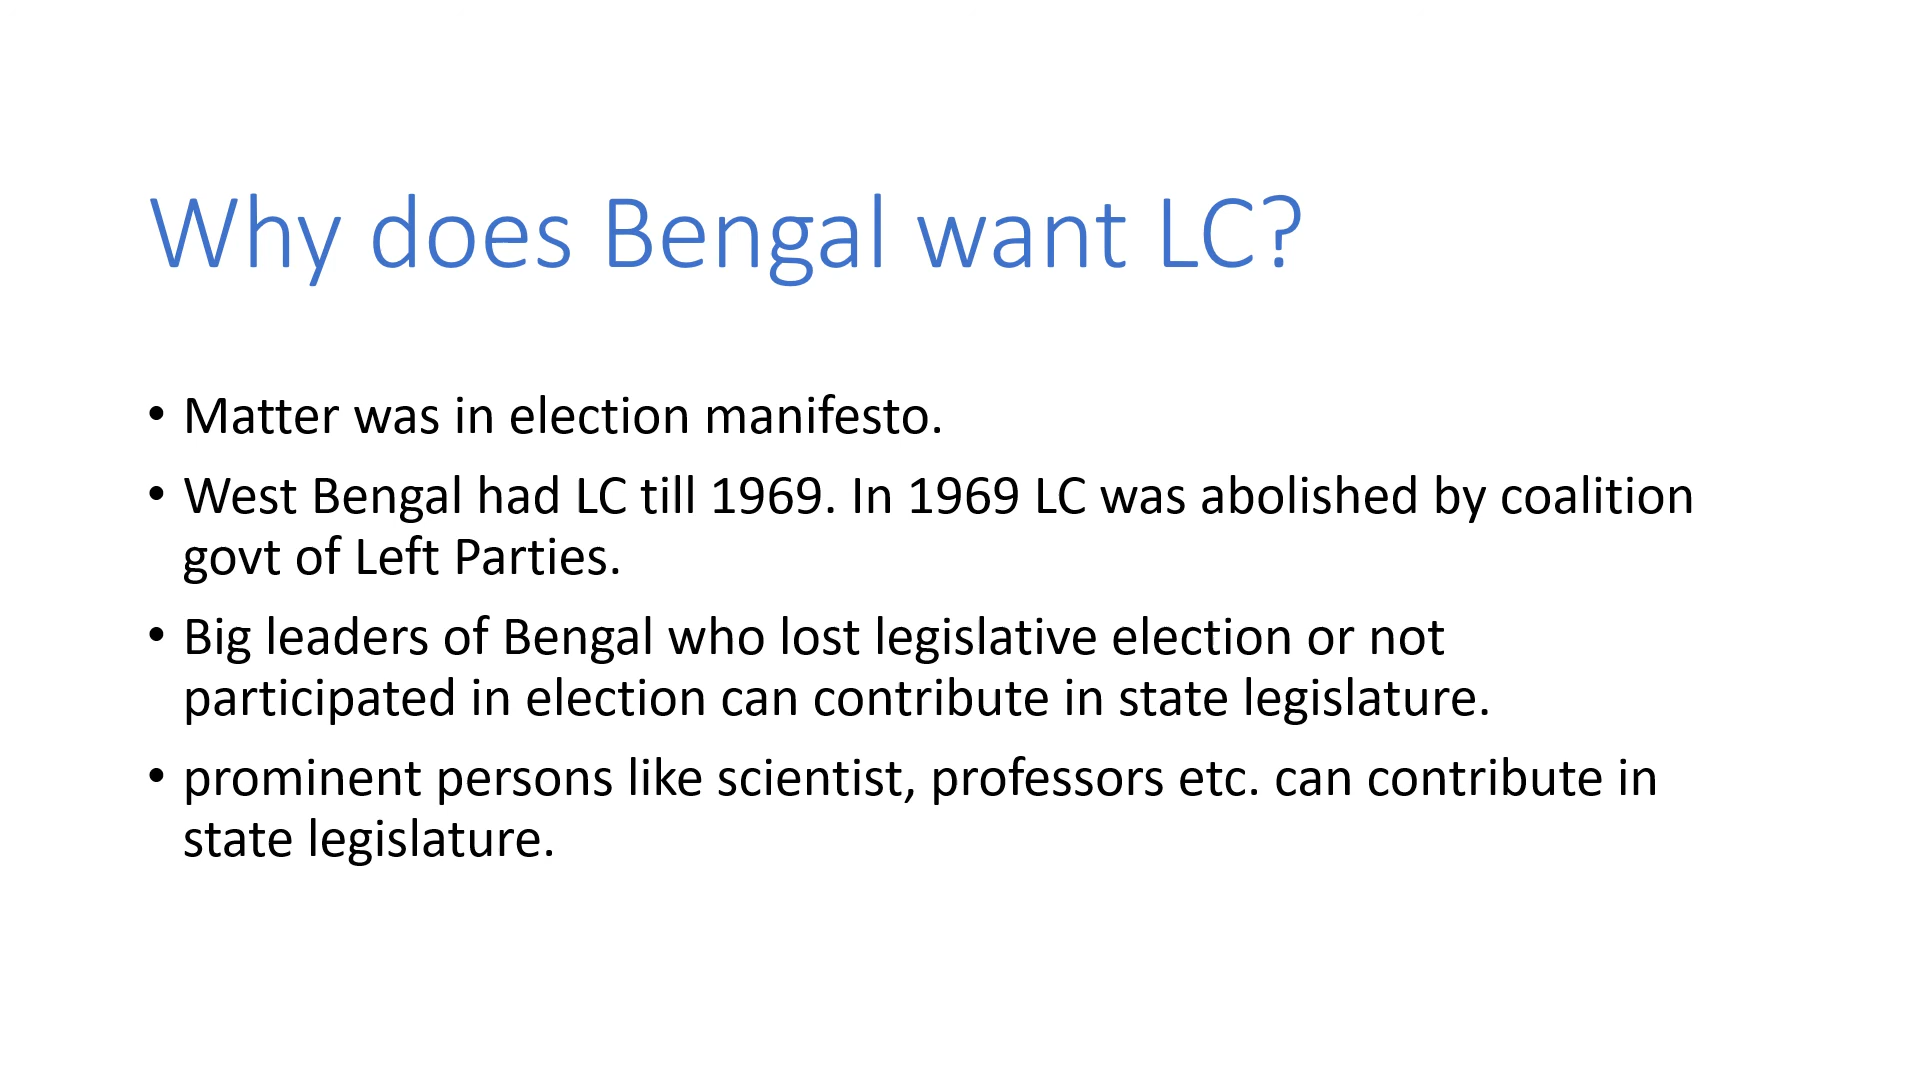 Why does Bengal want LC?
• Matter was in election manifesto.
• West Bengal had LC till 1969. In 1969 LC was abolished by coalition
govt of Left Parties.
• Big leaders of Bengal who lost legislative election or not
participated in election can contribute in state legislature.
• prominent persons like scientist, professors etc. can contribute in
state legislature.